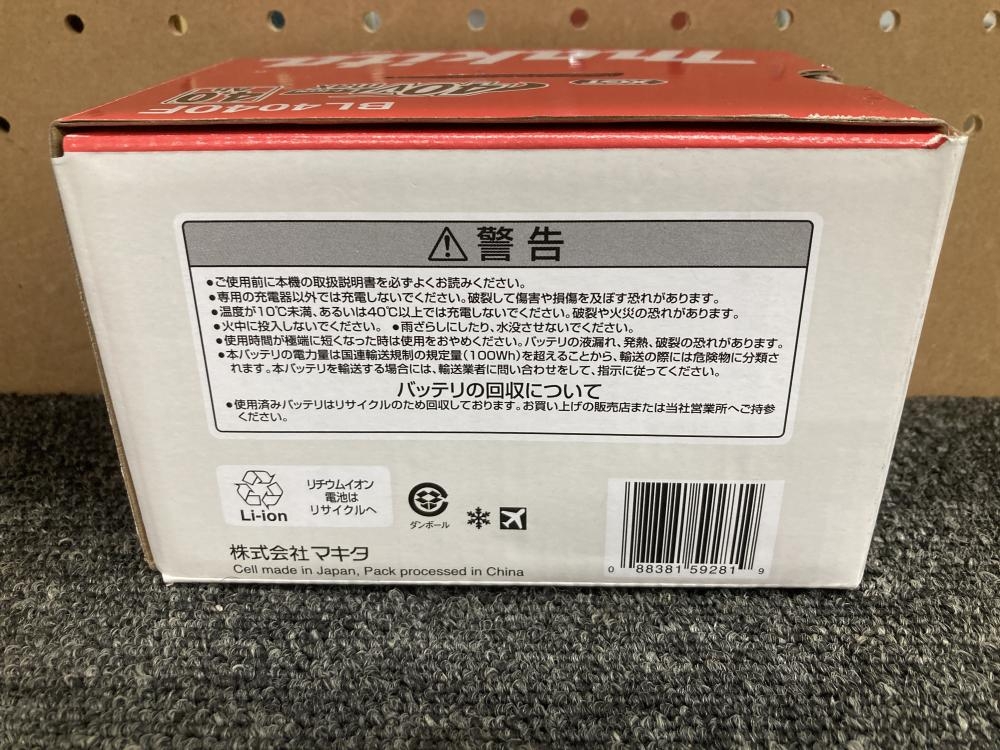 makita
XGT
40Vmax
4.0
BL4040F
警告
●ご使用前に本機の取扱説明書を必ずよくお読みください。
●専用の充電器以外では充電しないでください。破裂して傷害や損傷を及ぼす恐れがあります。
●温度が10℃未満、あるいは40℃以上では充電しないでください。破裂や火災の恐れがあります。
●火中に投入しないでください。 ●雨ざらしにしたり、水没させないでください。
●使用時間が極端に短くなった時は使用をおやめください。バッテリの液漏れ、発熱、破裂の恐れがあります。
●本バッテリの電力量は国連輸送規制の規定量(100Wh)を超えることから、輸送の際には危険物に分類さ
れます。本バッテリを輸送する場合には、輸送業者に問い合わせをして、指示に従ってください。
バッテリの回収について
●使用済みバッテリはリサイクルのため回収しております。お買い上げの販売店または当社営業所へご持参
ください。
Li-ion
リチウムイオン
電池は
リサイクルへ
ダンボール
株式会社マキタ
Cell made in Japan, Pack processed in China
0 88381 59281 9